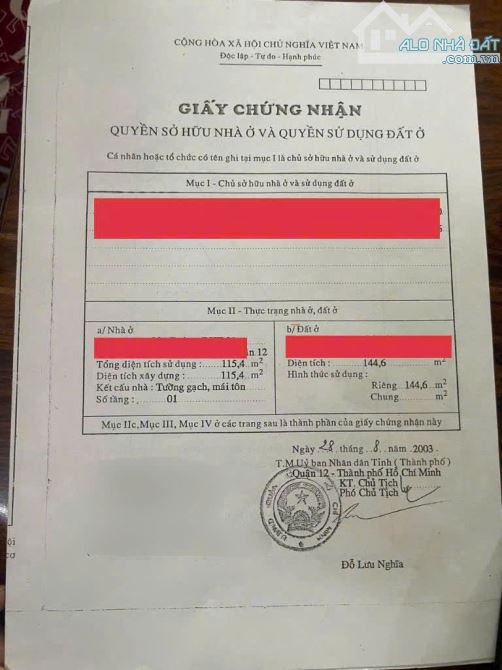 ALO NHÀ ĐẤT
.com.vn
CỘNG HÒA XÃ HỘI CHỦ NGHĨA VIỆT NAM
Độc lập - Tự do - Hạnh phúc
GIẤY CHỨNG NHẬN
QUYỀN SỞ HỮU NHÀ Ở VÀ QUYỀN SỬ DỤNG ĐẤT Ở
Cá nhân hoặc tổ chức có tên ghi tại mục I là chủ sở hữu nhà ở và sử dụng đất ở
Mục I - Chủ sở hữu nhà ở và sử dụng đất ở
Mục II - Thực trạng nhà ở, đất ở
a/ Nhà ở
12
Tổng diện tích sử dụng : 115,4 m²
Diện tích xây dựng : 115,4 m²
Kết cấu nhà : Tường gạch, mái tôn
Số tầng : 01
b/ Đất ở
Diện tích : 144,6 m²
Hình thức sử dụng :
Riêng 144,6 m²
Chung m²
Mục IIc, Mục III, Mục IV ở các trang sau là thành phần của giấy chứng nhận này
Ngày 28 tháng 8 năm 2003
T.M Uỷ ban Nhân dân Tỉnh ( Thành phố )
Quận 12 - Thành phố Hồ Chí Minh
KT. Chủ Tịch
Phó Chủ Tịch
Đỗ Lưu Nghĩa